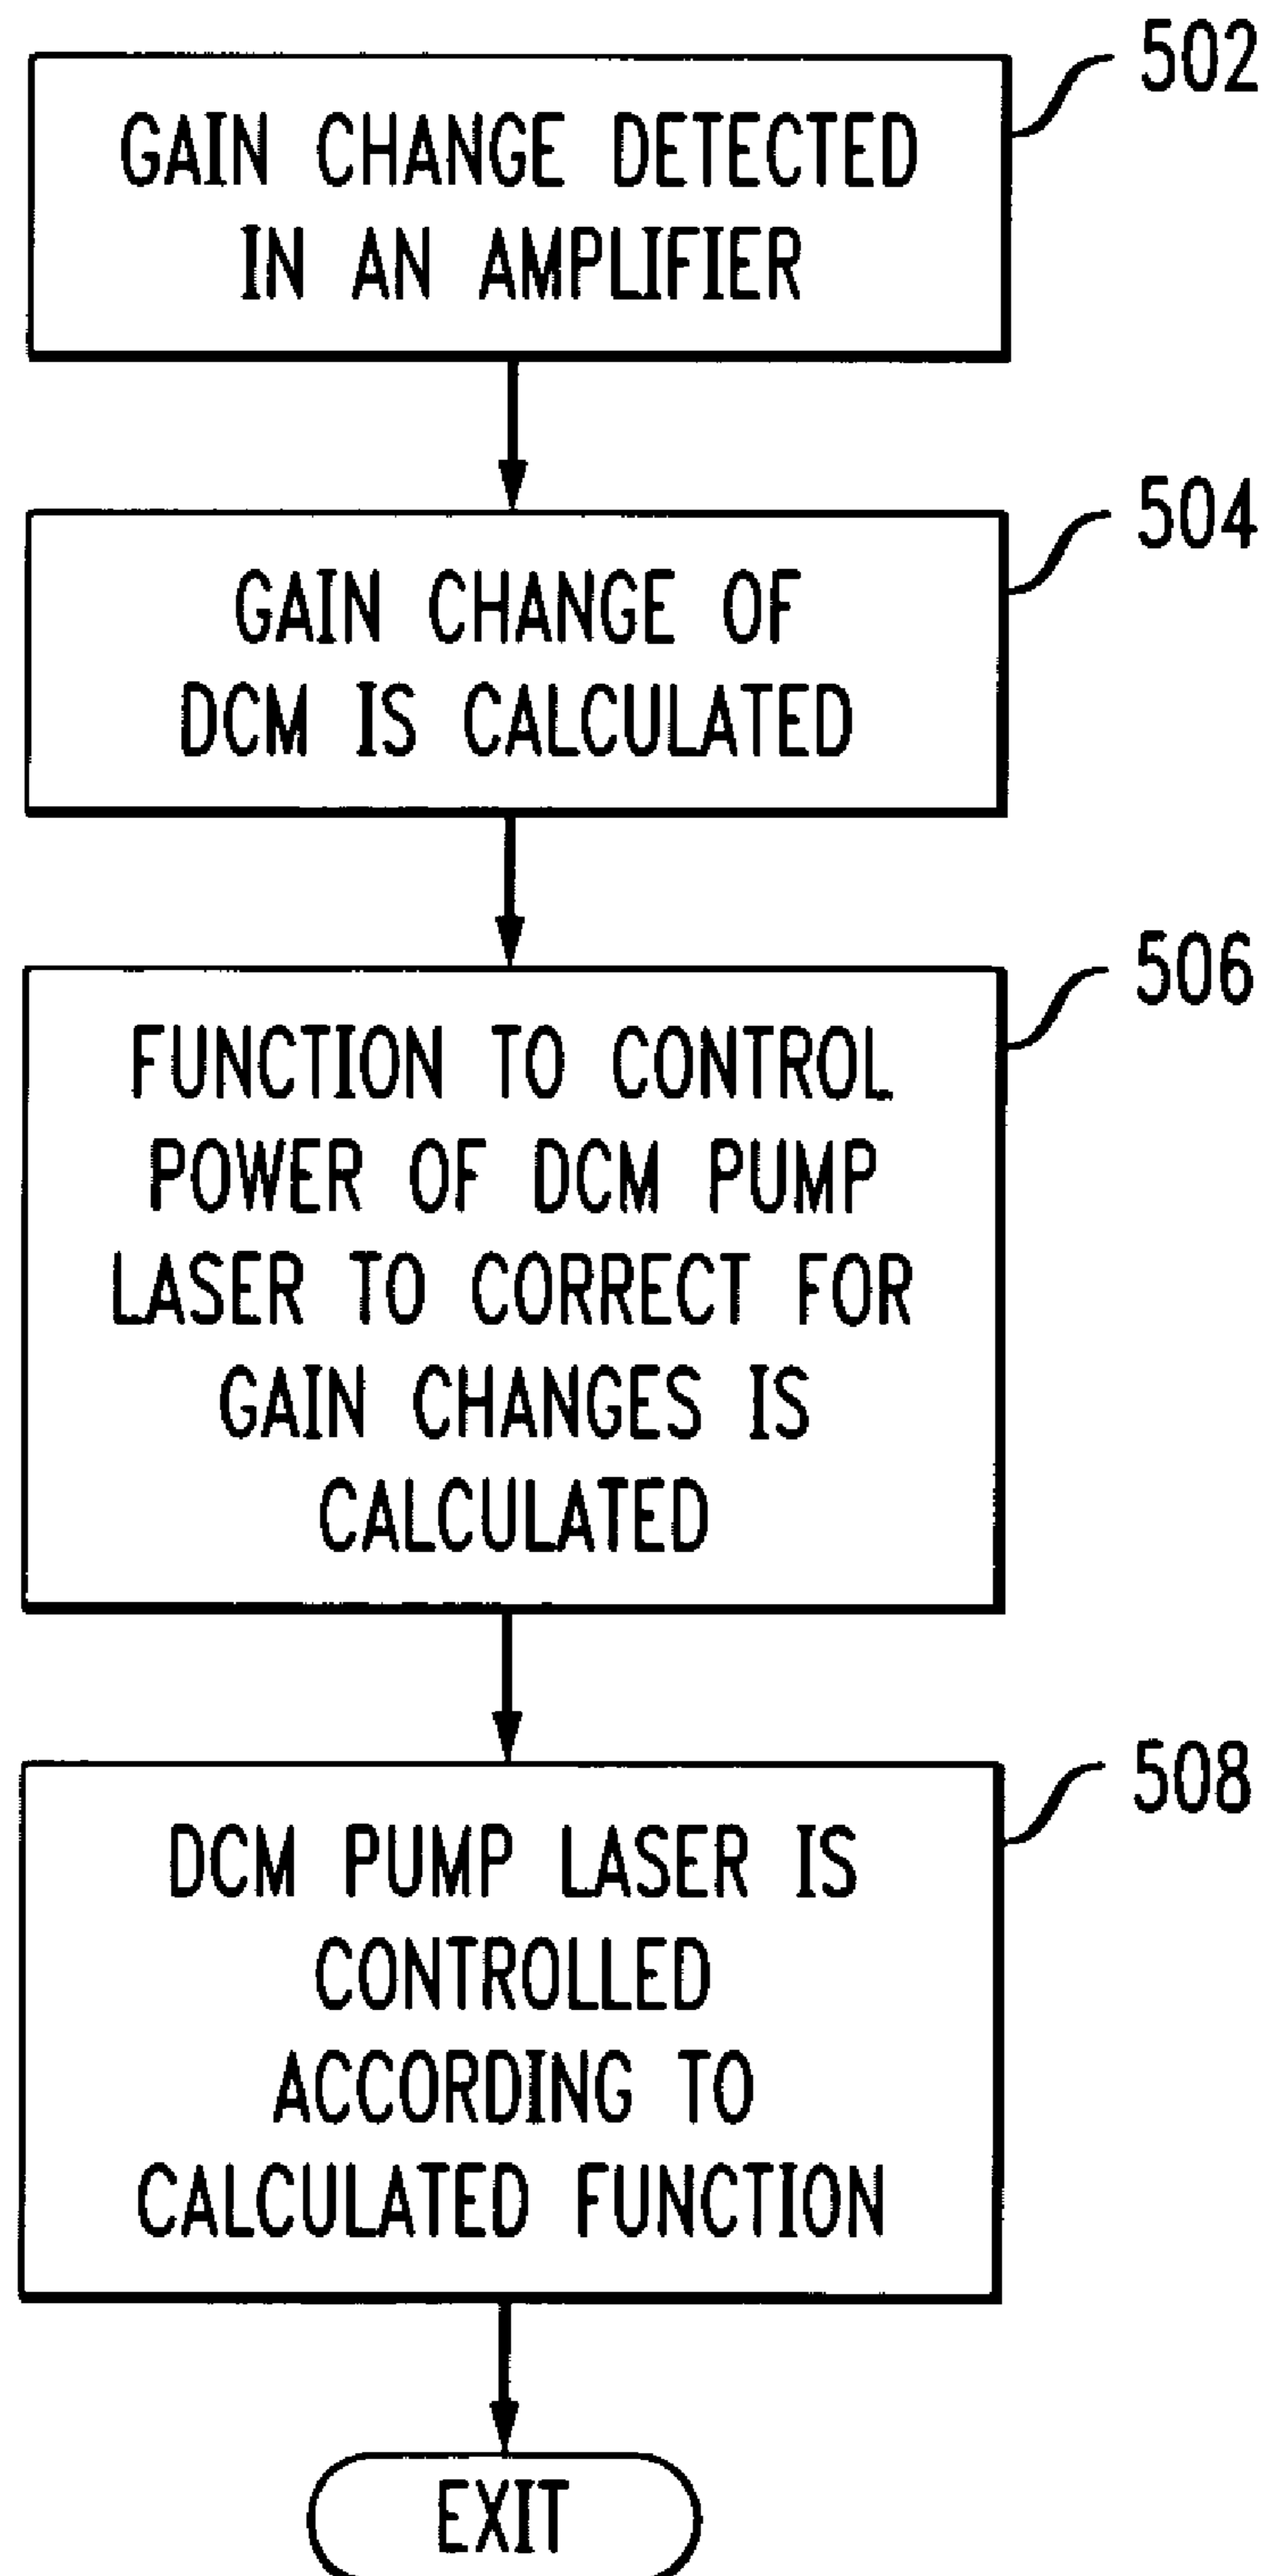 502
GAIN CHANGE DETECTED
IN AN AMPLIFIER
504
GAIN CHANGE OF
DCM IS CALCULATED
506
FUNCTION TO CONTROL
POWER OF DCM PUMP
LASER TO CORRECT FOR
GAIN CHANGES IS
CALCULATED
508
DCM PUMP LASER IS
CONTROLLED
ACCORDING TO
CALCULATED FUNCTION
EXIT